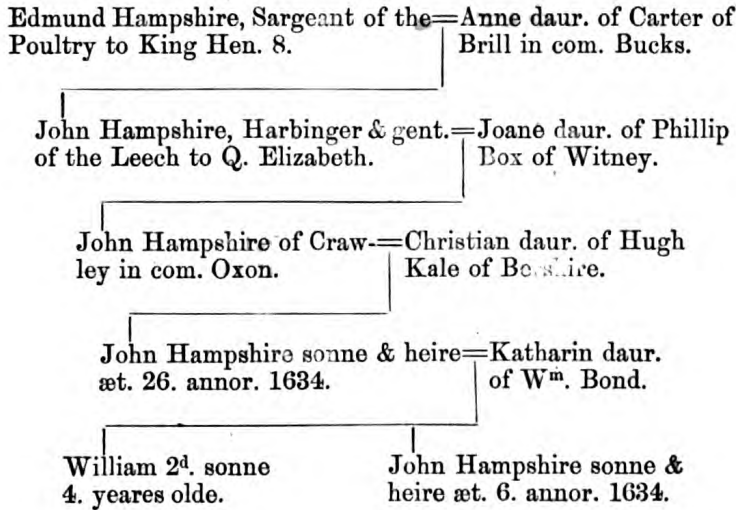 Edmund Hampshire, Sargeant of the=Anne daur. of Carter of
Poultry to King Hen. 8. Brill in com. Bucks.
John Hampshire, Harbinger & gent.=Joane daur. of Phillip
of the Leech to Q. Elizabeth. Box of Witney.
John Hampshire of Craw-=Christian daur. of Hugh
ley in com. Oxon. Kale of
John Hampshire sonne & heire=Katharin daur.
æt. 26. annor. 1634. of Wᵐ. Bond.
William 2ᵈ. sonne
4. yeares olde.
John Hampshire sonne &
heire æt. 6. annor. 1634.